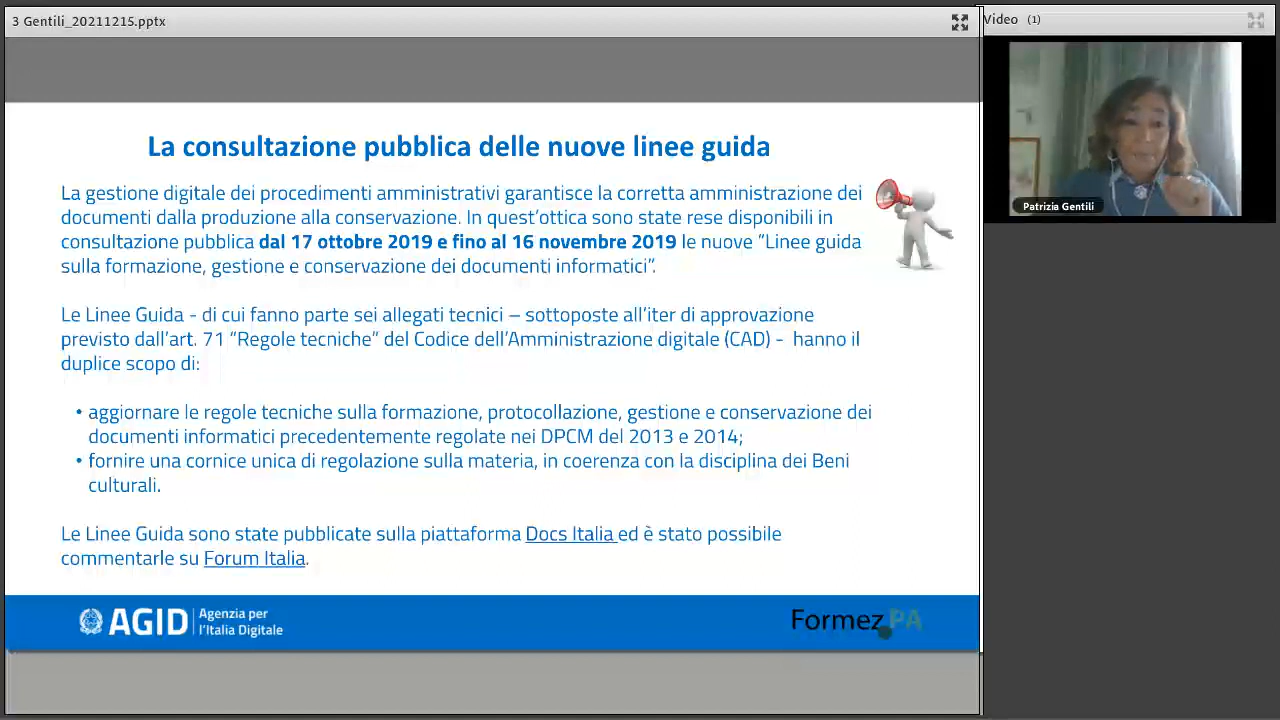 3 Gentili_20211215.pptx
Video (1)
Patrizia Gentili
La consultazione pubblica delle nuove linee guida
La gestione digitale dei procedimenti amministrativi garantisce la corretta amministrazione dei
documenti dalla produzione alla conservazione. In quest’ottica sono state rese disponibili in
consultazione pubblica dal 17 ottobre 2019 e fino al 16 novembre 2019 le nuove “Linee guida
sulla formazione, gestione e conservazione dei documenti informatici”.
Le Linee Guida - di cui fanno parte sei allegati tecnici – sottoposte all’iter di approvazione
previsto dall’art. 71 “Regole tecniche” del Codice dell’Amministrazione digitale (CAD) - hanno il
duplice scopo di:
• aggiornare le regole tecniche sulla formazione, protocollazione, gestione e conservazione dei
documenti informatici precedentemente regolate nei DPCM del 2013 e 2014;
• fornire una cornice unica di regolazione sulla materia, in coerenza con la disciplina dei Beni
culturali.
Le Linee Guida sono state pubblicate sulla piattaforma Docs Italia ed è stato possibile
commentarle su Forum Italia.
AGID Agenzia per
l’Italia Digitale
Formez PA